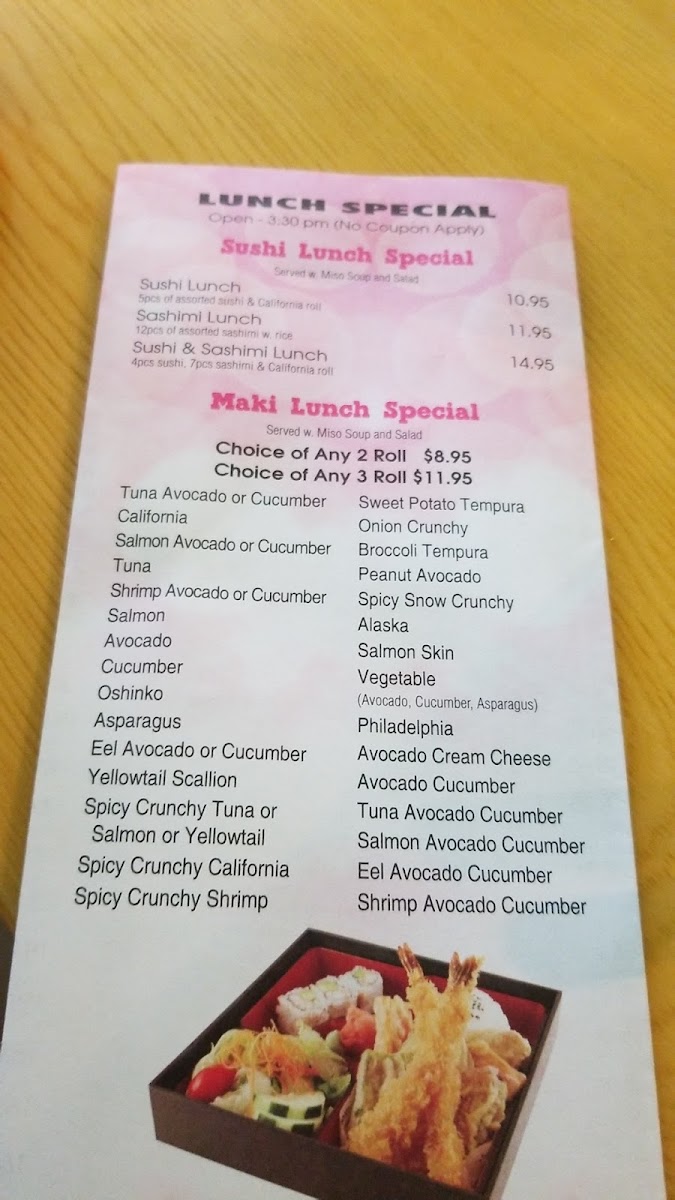 LUNCH SPECIAL
Open - 3:30 pm (No Coupon Apply)
Sushi Lunch Special
Served w. Miso Soup and Salad
Sushi Lunch 10.95
5pcs of assorted sushi & California roll
Sashimi Lunch 11.95
12pcs of assorted sashimi w. rice
Sushi & Sashimi Lunch 14.95
4pcs sushi, 7pcs sashimi & California roll
Maki Lunch Special
Served w. Miso Soup and Salad
Choice of Any 2 Roll $8.95
Choice of Any 3 Roll $11.95
Tuna Avocado or Cucumber
California
Salmon Avocado or Cucumber
Tuna
Shrimp Avocado or Cucumber
Salmon
Avocado
Cucumber
Oshinko
Asparagus
Eel Avocado or Cucumber
Yellowtail Scallion
Spicy Crunchy Tuna or
Salmon or Yellowtail
Spicy Crunchy California
Spicy Crunchy Shrimp
Sweet Potato Tempura
Onion Crunchy
Broccoli Tempura
Peanut Avocado
Spicy Snow Crunchy
Alaska
Salmon Skin
Vegetable
(Avocado, Cucumber, Asparagus)
Philadelphia
Avocado Cream Cheese
Avocado Cucumber
Tuna Avocado Cucumber
Salmon Avocado Cucumber
Eel Avocado Cucumber
Shrimp Avocado Cucumber